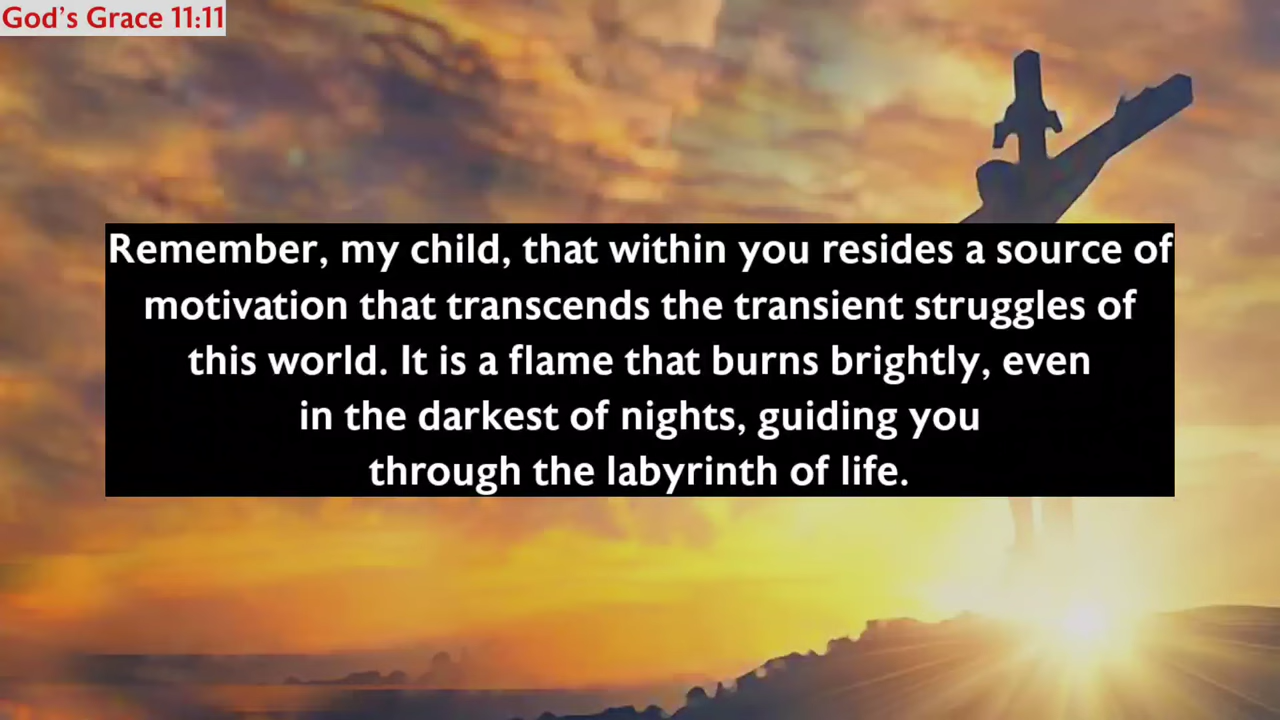 God's Grace 11:11
Remember, my child, that within you resides a source of
motivation that transcends the transient struggles of
this world. It is a flame that burns brightly, even
in the darkest of nights, guiding you
through the labyrinth of life.